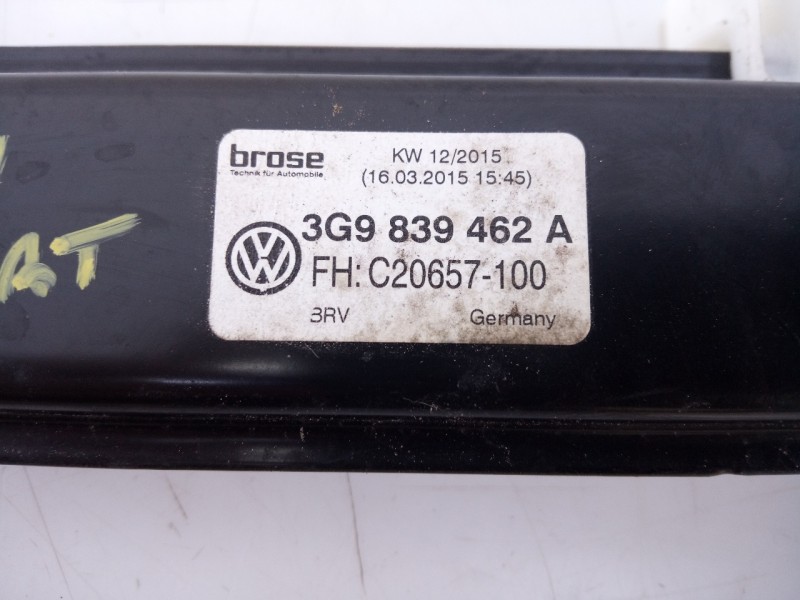 brose
Technik für Automobile
KW 12/2015
(16.03.2015 15:45)
3G9 839 462 A
FH: C20657-100
3RV
Germany